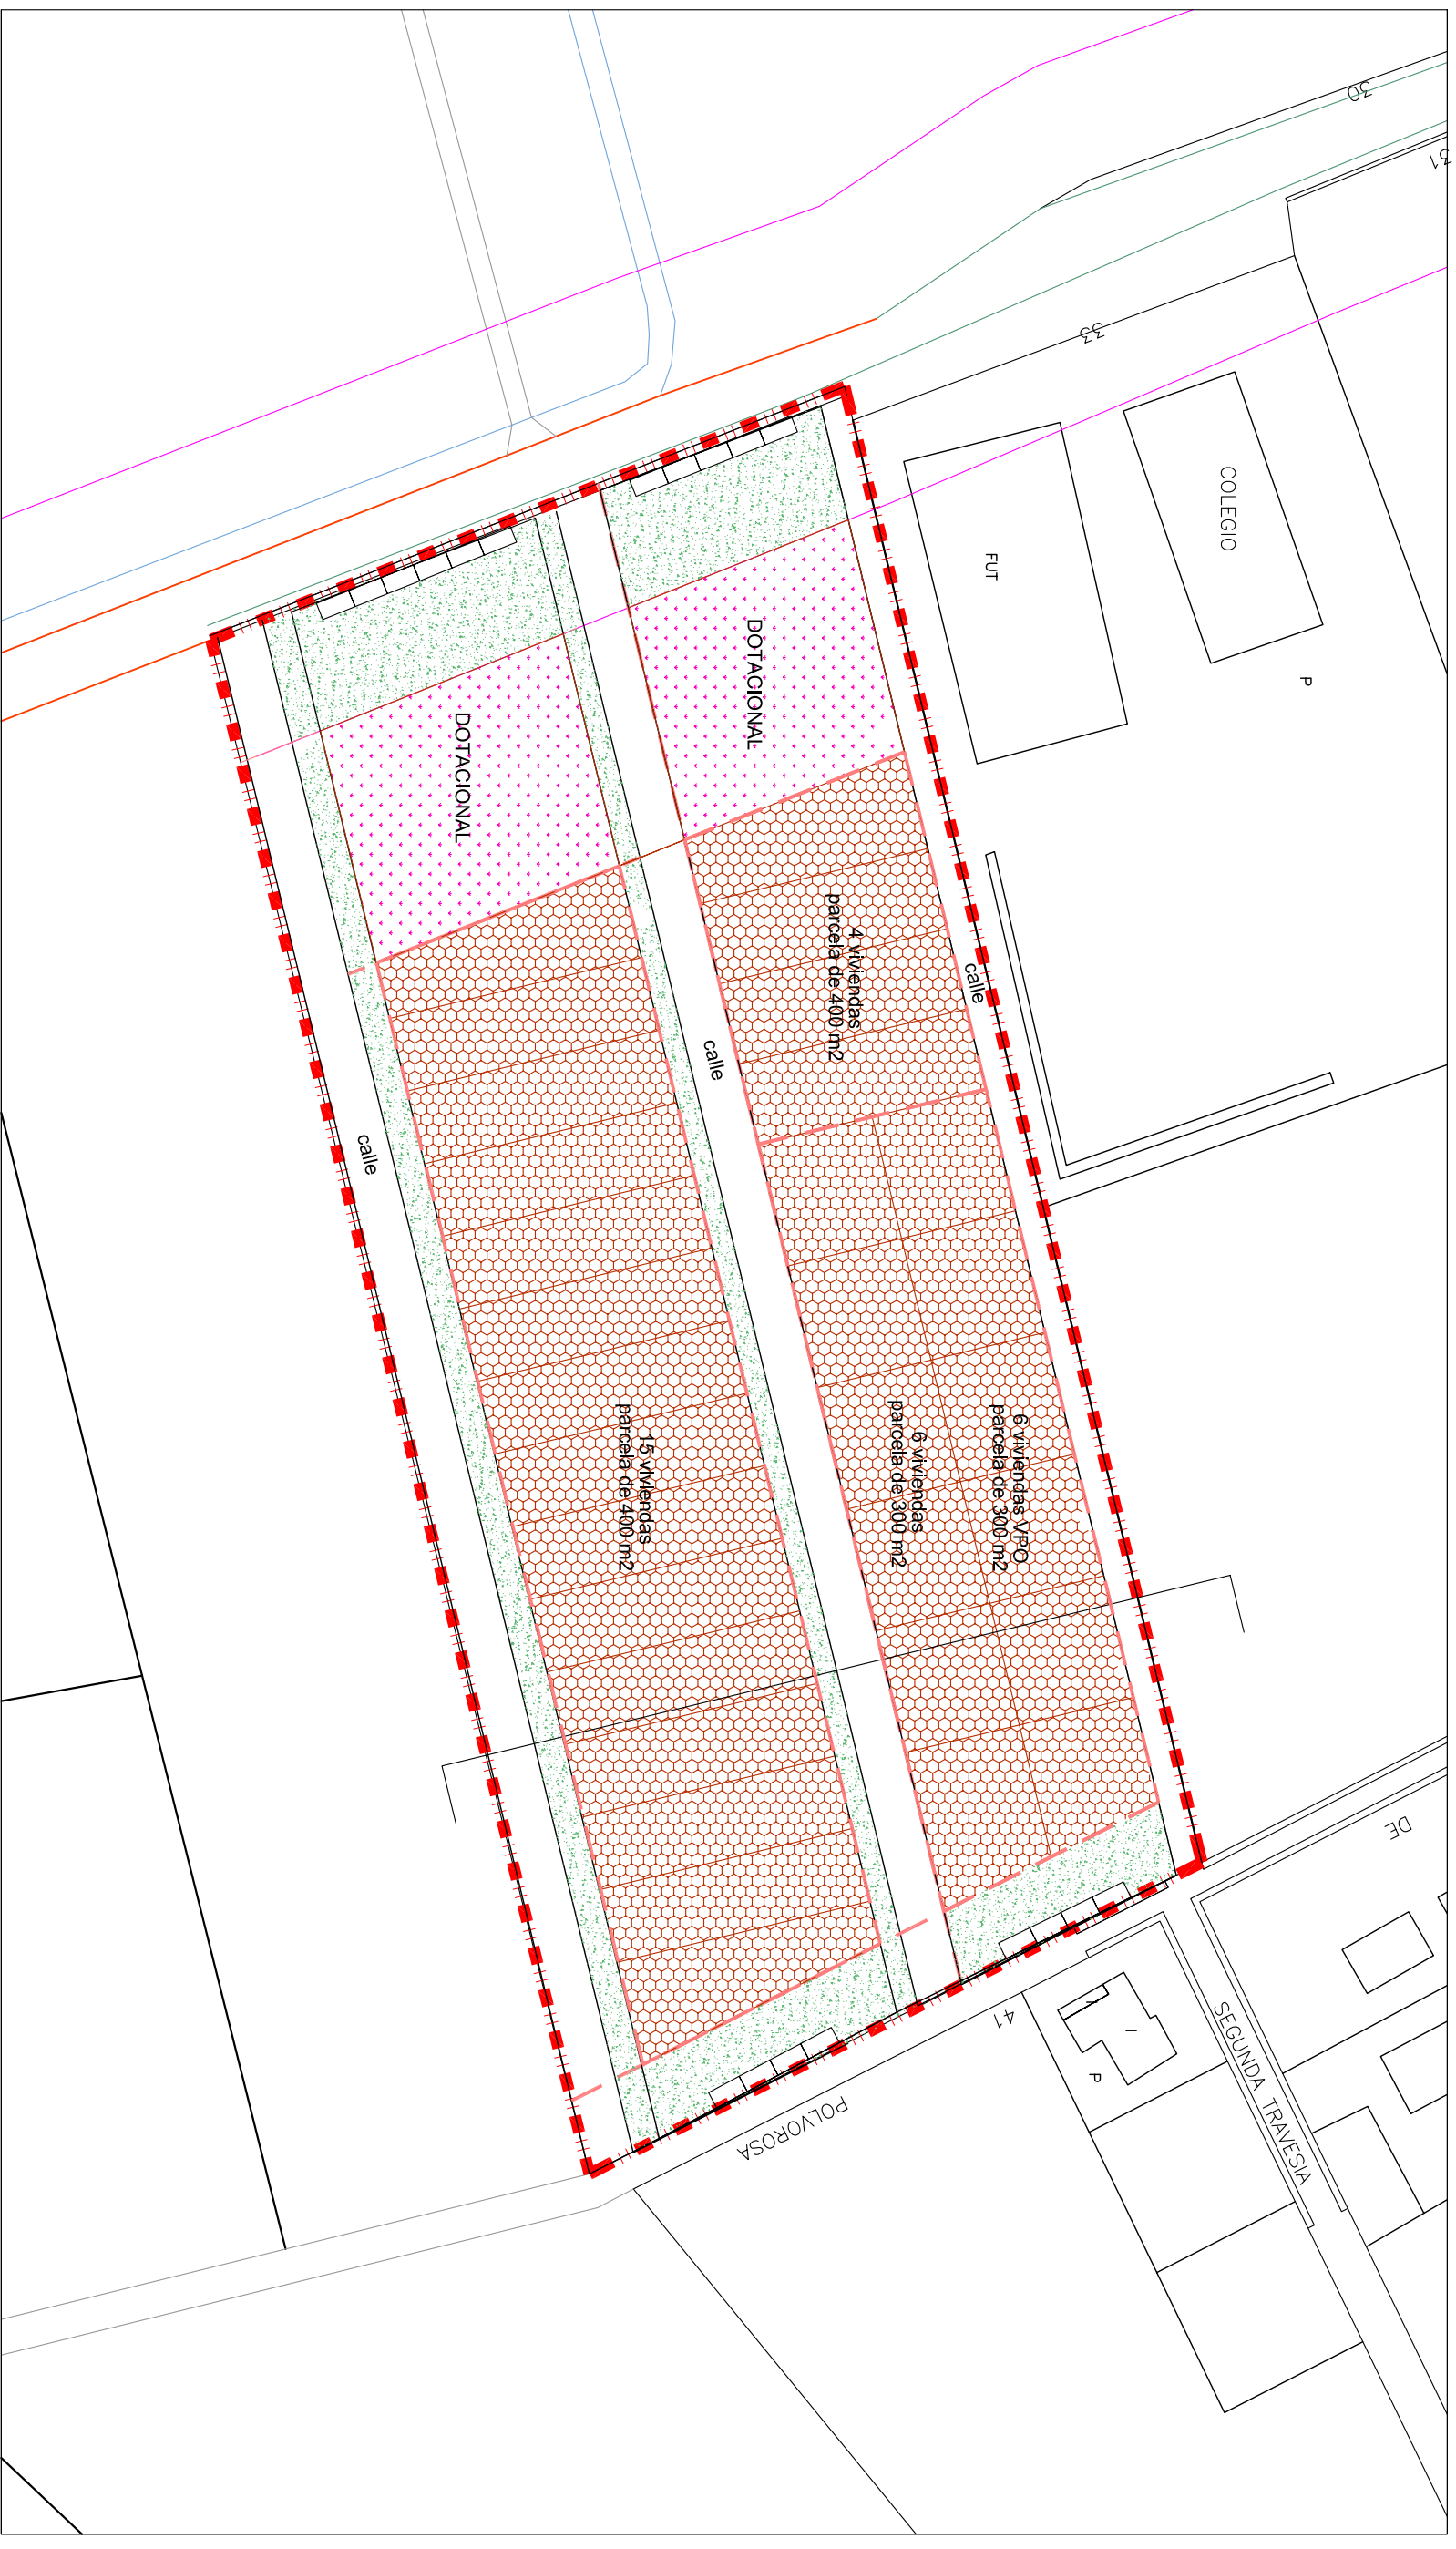 30
31
33
COLEGIO
FUT
P
DOTACIONAL
DOTACIONAL
4 viviendas
parcela de 400 m2
calle
calle
calle
6 viviendas VPO
parcela de 300 m2
6 viviendas
parcela de 300 m2
15 viviendas
parcela de 400 m2
DE
41
I
P
POLVOROSA
SEGUNDA TRAVESIA